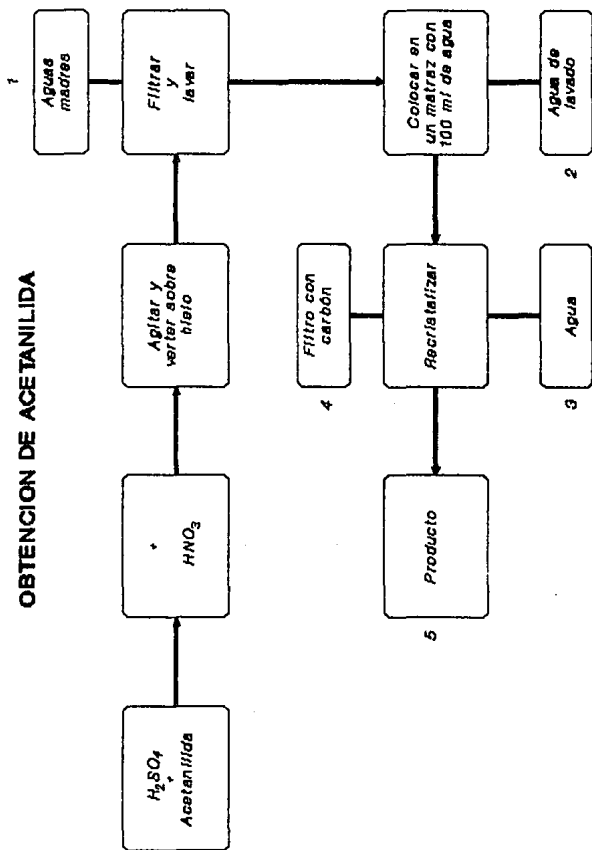 OBTENCION DE ACETANILIDA
H₂SO₄
+
Acetanilida
+
HNO₃
Agitar y
verter sobre
hielo
Filtrar
y
lavar
1
Aguas
madres
Colocar en
un matraz con
100 ml de agua
2
Agua de
lavado
Recristalizar
4
Filtro con
carbón
3
Agua
5
Producto